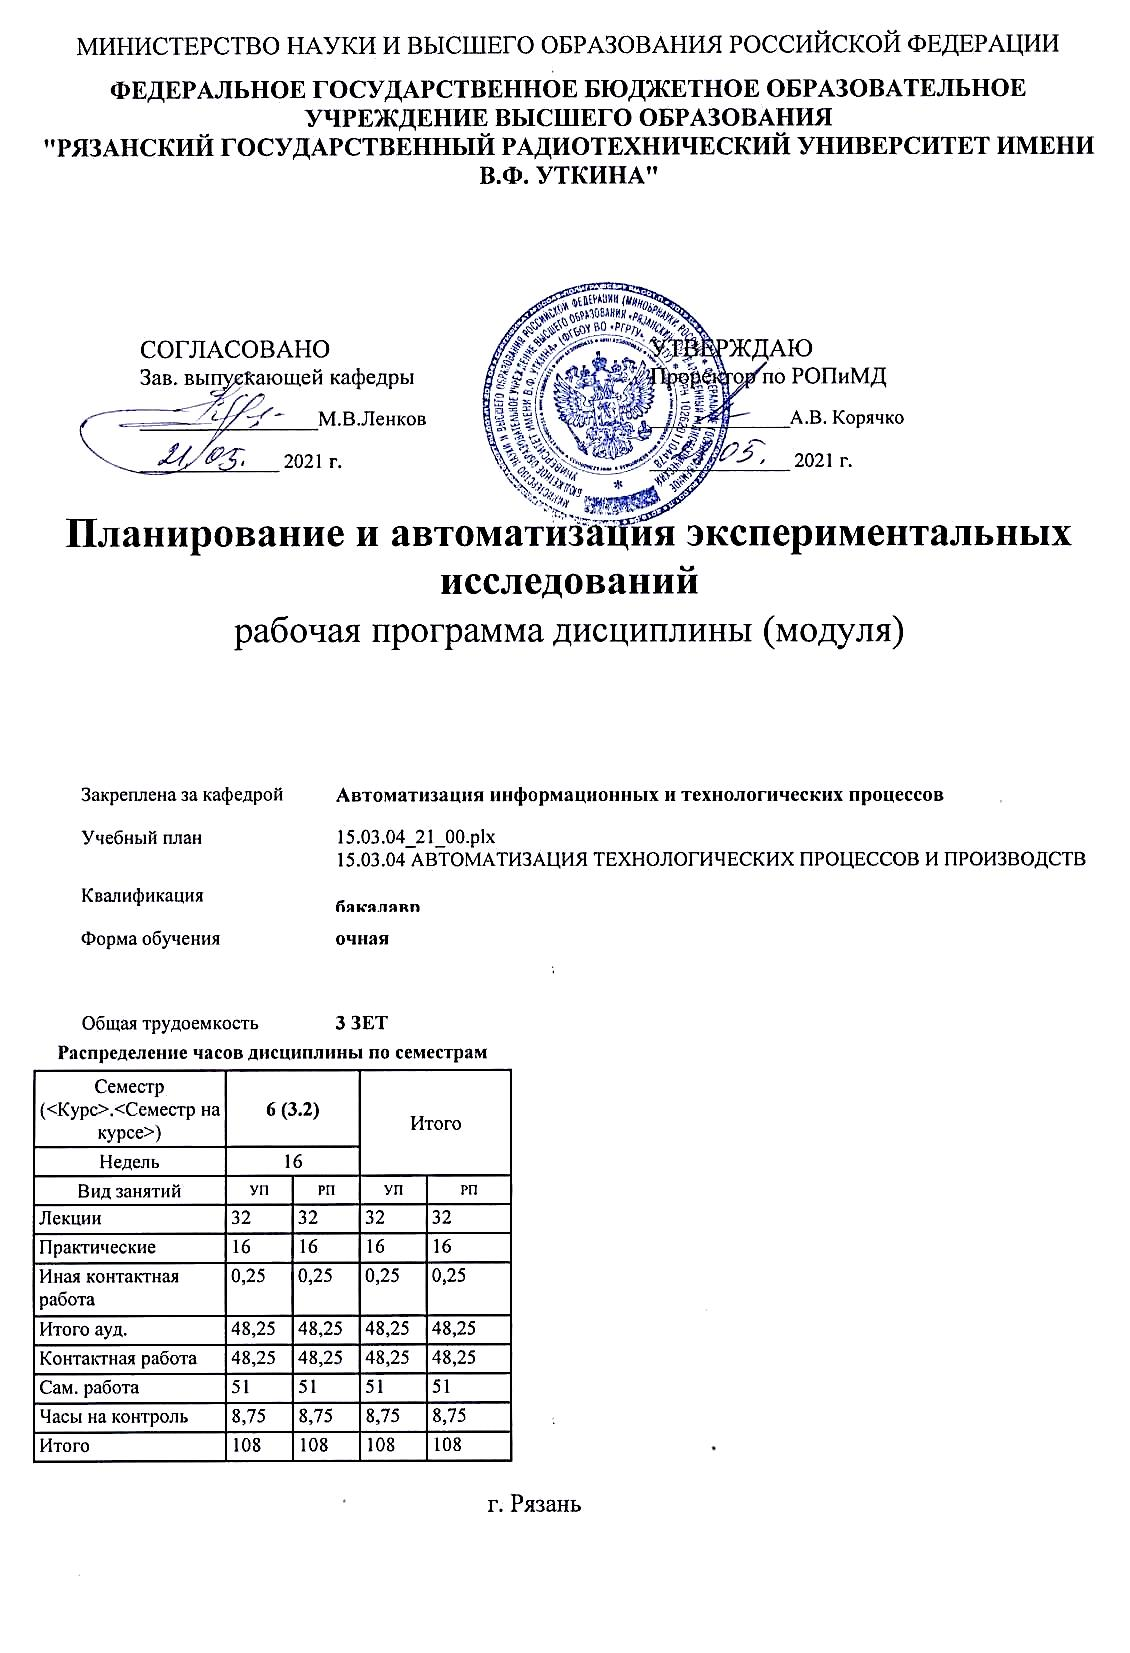 МИНИСТЕРСТВО НАУКИ И ВЫСШЕГО ОБРАЗОВАНИЯ РОССИЙСКОЙ ФЕДЕРАЦИИ
ФЕДЕРАЛЬНОЕ ГОСУДАРСТВЕННОЕ БЮДЖЕТНОЕ ОБРАЗОВАТЕЛЬНОЕ
УЧРЕЖДЕНИЕ ВЫСШЕГО ОБРАЗОВАНИЯ
"РЯЗАНСКИЙ ГОСУДАРСТВЕННЫЙ РАДИОТЕХНИЧЕСКИЙ УНИВЕРСИТЕТ ИМЕНИ
В.Ф. УТКИНА"
СОГЛАСОВАНО
Зав. выпускающей кафедры
М.В.Ленков
21.05. 2021 г.
УТВЕРЖДАЮ
Проректор по РОПиМД
А.В. Корячко
05. 2021 г.
Планирование и автоматизация экспериментальных
исследований
рабочая программа дисциплины (модуля)
Закреплена за кафедрой Автоматизация информационных и технологических процессов
Учебный план 15.03.04_21_00.plx
15.03.04 АВТОМАТИЗАЦИЯ ТЕХНОЛОГИЧЕСКИХ ПРОЦЕССОВ И ПРОИЗВОДСТВ
Квалификация бакалавр
Форма обучения очная
Общая трудоемкость 3 ЗЕТ
Распределение часов дисциплины по семестрам
Семестр
(<Курс>.<Семестр на
курсе>)
6 (3.2)
Итого
Недель 16
Вид занятий УП РП УП РП
Лекции 32 32 32 32
Практические 16 16 16 16
Иная контактная
работа
0,25 0,25 0,25 0,25
Итого ауд. 48,25 48,25 48,25 48,25
Контактная работа 48,25 48,25 48,25 48,25
Сам. работа 51 51 51 51
Часы на контроль 8,75 8,75 8,75 8,75
Итого 108 108 108 108
г. Рязань